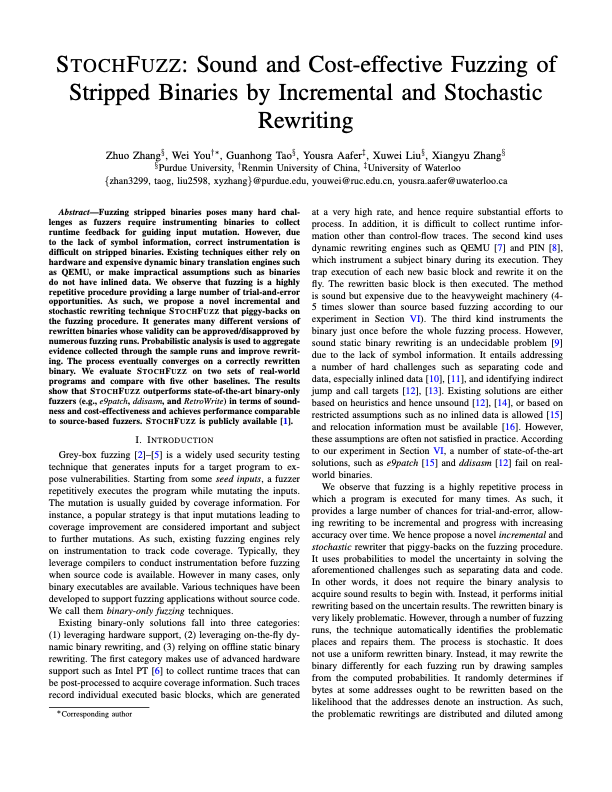 STOCHFUZZ: Sound and Cost-effective Fuzzing of
Stripped Binaries by Incremental and Stochastic
Rewriting
Zhuo Zhang§, Wei You†*, Guanhong Tao§, Yousra Aafer‡, Xuwei Liu§, Xiangyu Zhang§
§Purdue University, †Renmin University of China, ‡University of Waterloo
{zhan3299, taog, liu2598, xyzhang}@purdue.edu, youwei@ruc.edu.cn, yousra.aafer@uwaterloo.ca
Abstract—Fuzzing stripped binaries poses many hard chal-
lenges as fuzzers require instrumenting binaries to collect
runtime feedback for guiding input mutation. However, due
to the lack of symbol information, correct instrumentation is
difficult on stripped binaries. Existing techniques either rely on
hardware and expensive dynamic binary translation engines such
as QEMU, or make impractical assumptions such as binaries
do not have inlined data. We observe that fuzzing is a highly
repetitive procedure providing a large number of trial-and-error
opportunities. As such, we propose a novel incremental and
stochastic rewriting technique STOCHFUZZ that piggy-backs on
the fuzzing procedure. It generates many different versions of
rewritten binaries whose validity can be approved/disapproved by
numerous fuzzing runs. Probabilistic analysis is used to aggregate
evidence collected through the sample runs and improve rewrit-
ing. The process eventually converges on a correctly rewritten
binary. We evaluate STOCHFUZZ on two sets of real-world
programs and compare with five other baselines. The results
show that STOCHFUZZ outperforms state-of-the-art binary-only
fuzzers (e.g., e9patch, ddisasm, and RetroWrite) in terms of sound-
ness and cost-effectiveness and achieves performance comparable
to source-based fuzzers. STOCHFUZZ is publicly available [1].
I. INTRODUCTION
Grey-box fuzzing [2]–[5] is a widely used security testing
technique that generates inputs for a target program to ex-
pose vulnerabilities. Starting from some seed inputs, a fuzzer
repetitively executes the program while mutating the inputs.
The mutation is usually guided by coverage information. For
instance, a popular strategy is that input mutations leading to
coverage improvement are considered important and subject
to further mutations. As such, existing fuzzing engines rely
on instrumentation to track code coverage. Typically, they
leverage compilers to conduct instrumentation before fuzzing
when source code is available. However in many cases, only
binary executables are available. Various techniques have been
developed to support fuzzing applications without source code.
We call them binary-only fuzzing techniques.
Existing binary-only solutions fall into three categories:
(1) leveraging hardware support, (2) leveraging on-the-fly dy-
namic binary rewriting, and (3) relying on offline static binary
rewriting. The first category makes use of advanced hardware
support such as Intel PT [6] to collect runtime traces that can
be post-processed to acquire coverage information. Such traces
record individual executed basic blocks, which are generated
*Corresponding author
at a very high rate, and hence require substantial efforts to
process. In addition, it is difficult to collect runtime infor-
mation other than control-flow traces. The second kind uses
dynamic rewriting engines such as QEMU [7] and PIN [8],
which instrument a subject binary during its execution. They
trap execution of each new basic block and rewrite it on the
fly. The rewritten basic block is then executed. The method
is sound but expensive due to the heavyweight machinery (4-
5 times slower than source based fuzzing according to our
experiment in Section VI). The third kind instruments the
binary just once before the whole fuzzing process. However,
sound static binary rewriting is an undecidable problem [9]
due to the lack of symbol information. It entails addressing
a number of hard challenges such as separating code and
data, especially inlined data [10], [11], and identifying indirect
jump and call targets [12], [13]. Existing solutions are either
based on heuristics and hence unsound [12], [14], or based on
restricted assumptions such as no inlined data is allowed [15]
and relocation information must be available [16]. However,
these assumptions are often not satisfied in practice. According
to our experiment in Section VI, a number of state-of-the-art
solutions, such as e9patch [15] and ddisasm [12] fail on real-
world binaries.
We observe that fuzzing is a highly repetitive process in
which a program is executed for many times. As such, it
provides a large number of chances for trial-and-error, allow-
ing rewriting to be incremental and progress with increasing
accuracy over time. We hence propose a novel incremental and
stochastic rewriter that piggy-backs on the fuzzing procedure.
It uses probabilities to model the uncertainty in solving the
aforementioned challenges such as separating data and code.
In other words, it does not require the binary analysis to
acquire sound results to begin with. Instead, it performs initial
rewriting based on the uncertain results. The rewritten binary is
very likely problematic. However, through a number of fuzzing
runs, the technique automatically identifies the problematic
places and repairs them. The process is stochastic. It does
not use a uniform rewritten binary. Instead, it may rewrite the
binary differently for each fuzzing run by drawing samples
from the computed probabilities. It randomly determines if
bytes at some addresses ought to be rewritten based on the
likelihood that the addresses denote an instruction. As such,
the problematic rewritings are distributed and diluted among